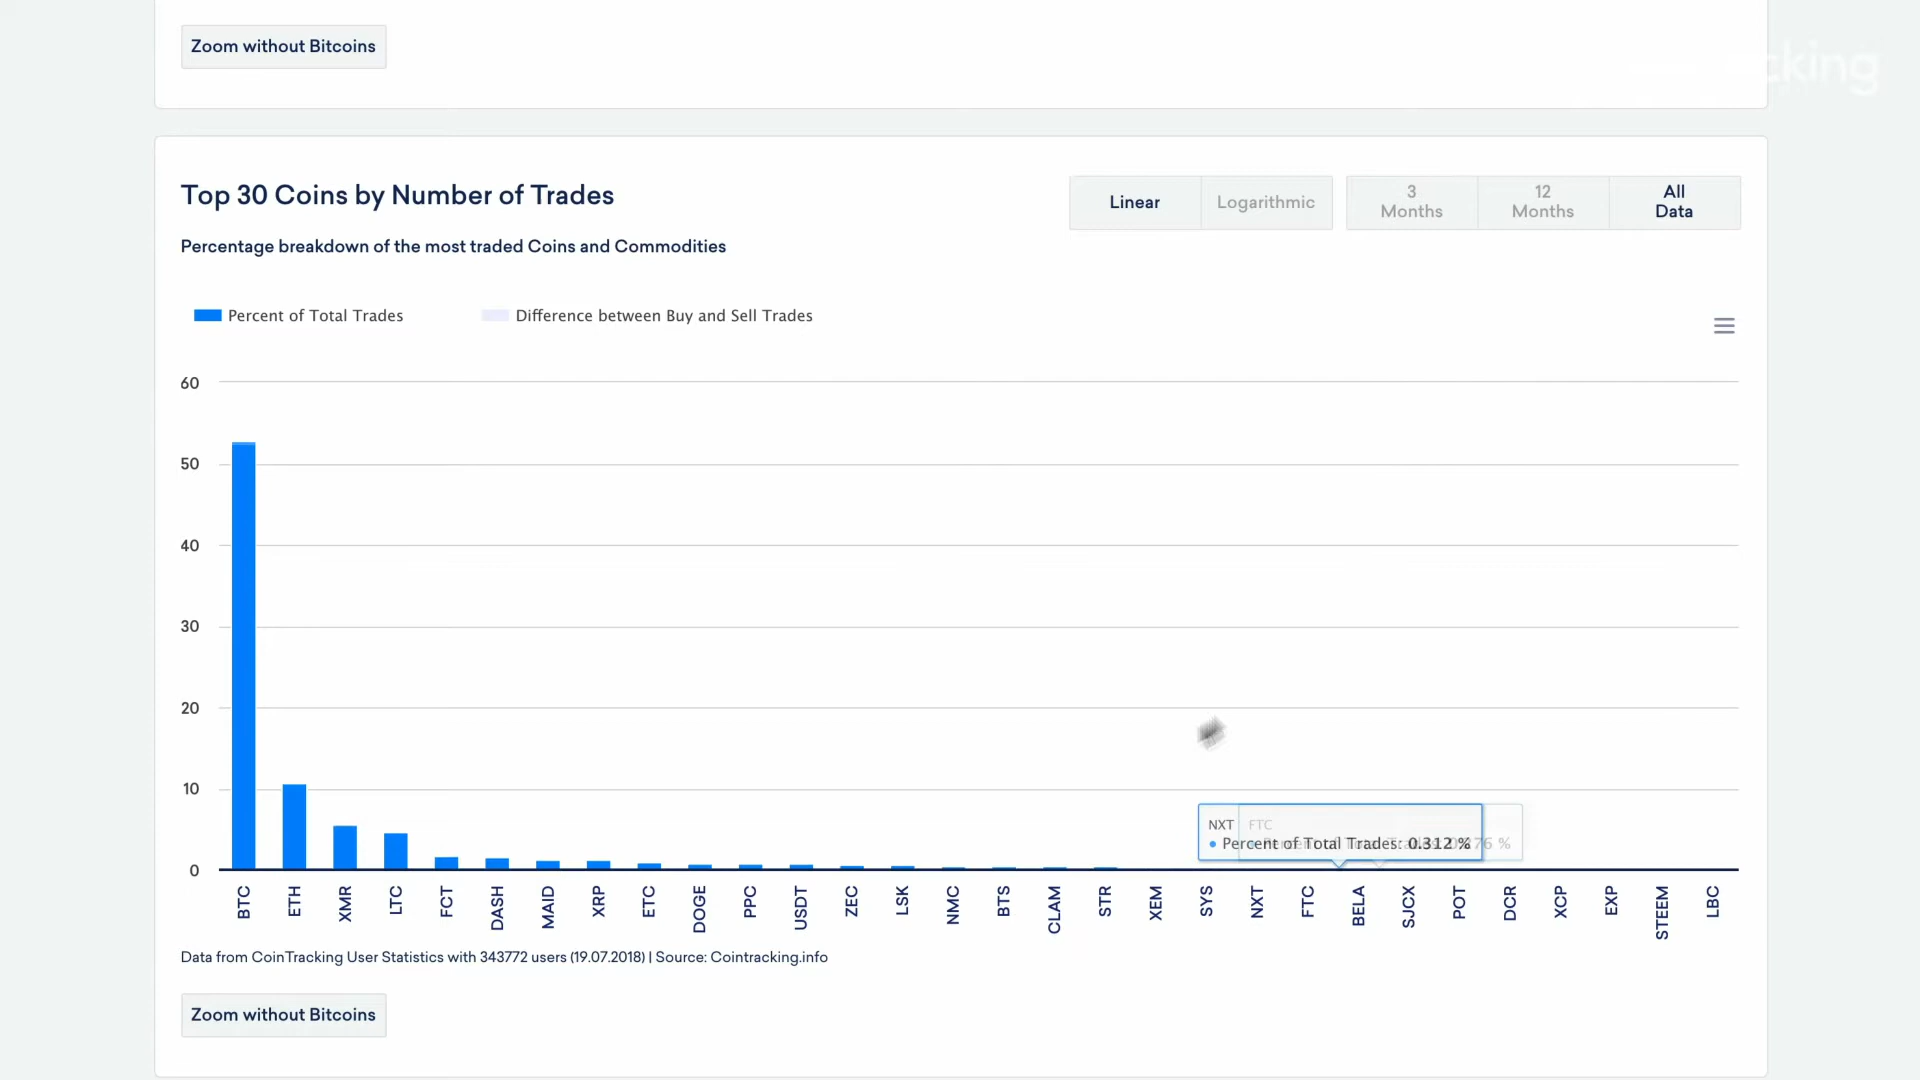 Zoom without Bitcoins
cking
Top 30 Coins by Number of Trades
Linear
Logarithmic
3 Months
12 Months
All Data
Percentage breakdown of the most traded Coins and Commodities
Percent of Total Trades
Difference between Buy and Sell Trades
60
50
40
30
20
10
0
NXT
FTC
Percent of Total Trades: 0.312 %
BTC
ETH
XMR
LTC
FCT
DASH
MAID
XRP
ETC
DOGE
PPC
USDT
ZEC
LSK
NMC
BTS
CLAM
STR
XEM
SYS
NXT
FTC
BELA
SJCX
POT
DCR
XCP
EXP
STEEM
LBC
Data from CoinTracking User Statistics with 343772 users (19.07.2018) | Source: Cointracking.info
Zoom without Bitcoins